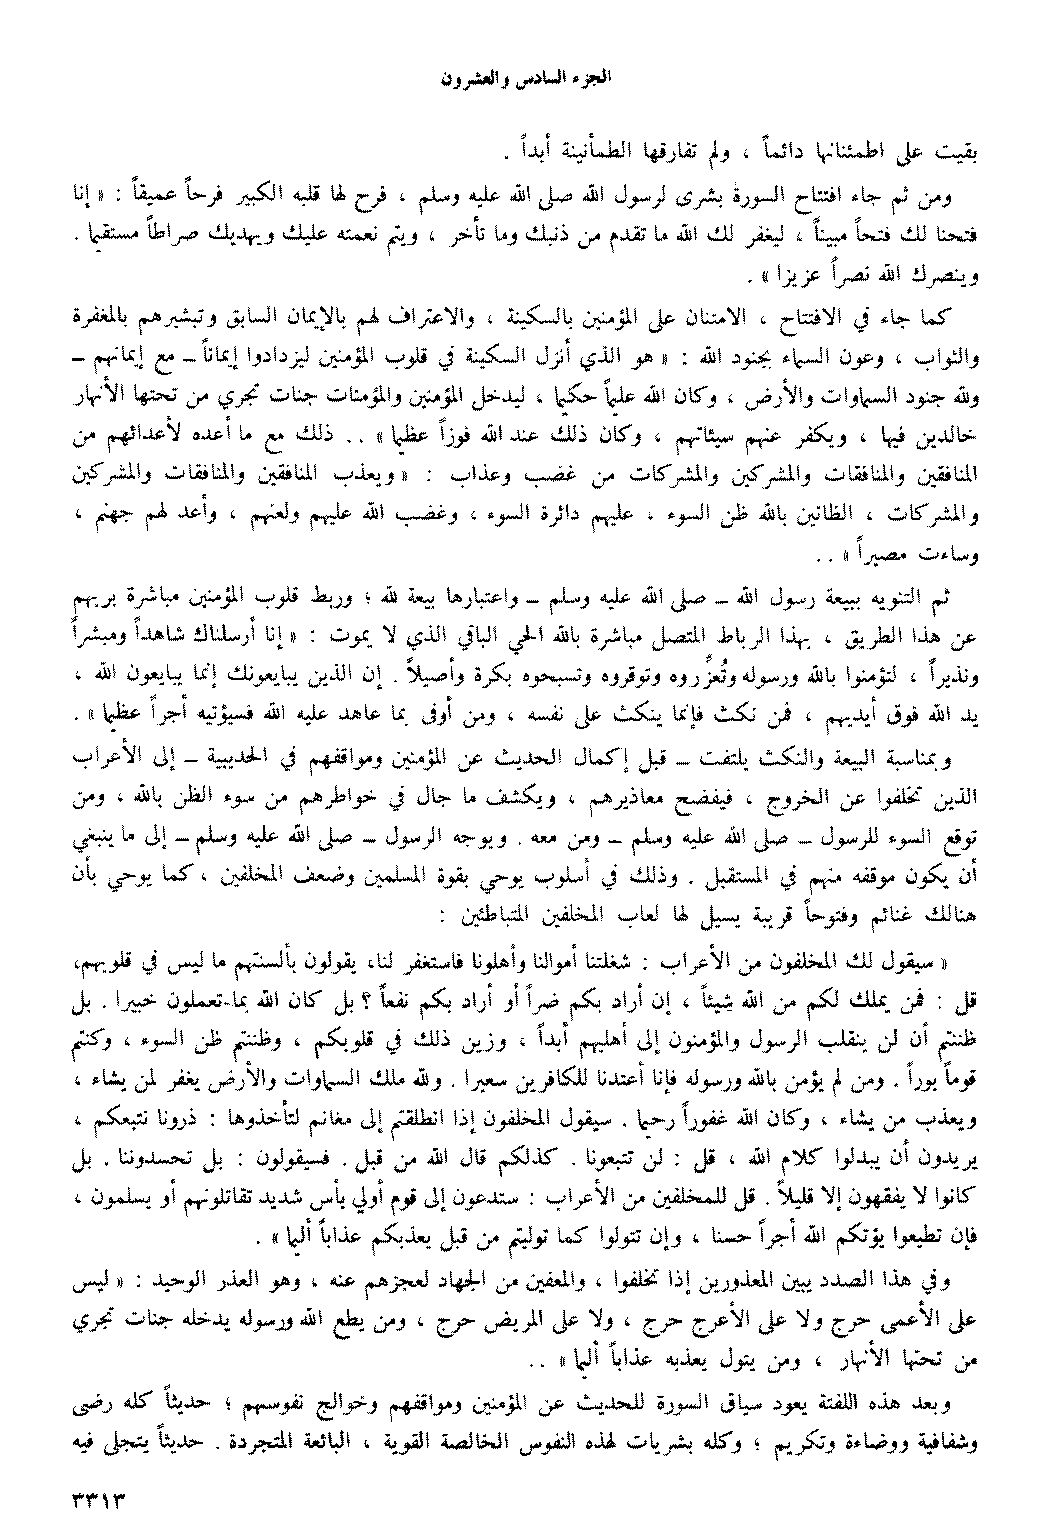 الجزء السادس والعشرون
بقيت على اطمئنانها دائماً ، ولم تفارقها الطمأنينة أبداً .
ومن ثم جاء افتتاح السورة بشرى لرسول الله صلى الله عليه وسلم ، فرح لها قلبه الكبير فرحاً عميقاً : « إنا
فتحنا لك فتحاً مبيناً ، ليغفر لك الله ما تقدم من ذنبك وما تأخر ، ويتم نعمته عليك ويهديك صراطاً مستقيما .
وينصرك الله نصراً عزيزا » .
كما جاء في الافتتاح ، الامتنان على المؤمنين بالسكينة ، والاعتراف لهم بالإيمان السابق وتبشيرهم بالمغفرة
والثواب ، وعون السماء بجنود الله : « هو الذي أنزل السكينة في قلوب المؤمنين ليزدادوا إيماناً – مع إيمانهم –
ولله جنود السماوات والأرض ، وكان الله عليماً حكيما ، ليدخل المؤمنين والمؤمنات جنات تجري من تحتها الأنهار
خالدين فيها ، ويكفر عنهم سيئاتهم ، وكان ذلك عند الله فوزاً عظيما » .. ذلك مع ما أعده لأعدائهم من
المنافقين والمنافقات والمشركين والمشركات من غضب وعذاب : « ويعذب المنافقين والمنافقات والمشركين
والمشركات ، الظانين بالله ظن السوء ، عليهم دائرة السوء ، وغضب الله عليهم ولعنهم ، وأعد لهم جهنم ،
وساءت مصيراً » ..
ثم التنويه ببيعة رسول الله – صلى الله عليه وسلم – واعتبارها بيعة لله ؛ وربط قلوب المؤمنين مباشرة بربهم
عن هذا الطريق ، بهذا الرباط المتصل مباشرة بالله الحي الباقي الذي لا يموت : « إنا أرسلناك شاهداً ومبشراً
ونذيراً ، لتؤمنوا بالله ورسوله وتُعزِّروه وتوقروه وتسبحوه بكرة وأصيلاً . إن الذين يبايعونك إنما يبايعون الله ،
يد الله فوق أيديهم ، فمن نكث فإنما ينكث على نفسه ، ومن أوفى بما عاهد عليه الله فسيؤتيه أجراً عظيما » .
وبمناسبة البيعة والنكث يلتفت – قبل إكمال الحديث عن المؤمنين ومواقفهم في الحديبية – إلى الأعراب
الذين تخلفوا عن الخروج ، فيفضح معاذيرهم ، ويكشف ما جال في خواطرهم من سوء الظن بالله ، ومن
توقع السوء للرسول – صلى الله عليه وسلم – ومن معه . ويوجه الرسول – صلى الله عليه وسلم – إلى ما ينبغي
أن يكون موقفه منهم في المستقبل . وذلك في أسلوب يوحي بقوة المسلمين وضعف المخلفين ، كما يوحي بأن
هنالك غنائم وفتوحاً قريبة يسيل لها لعاب المخلفين المتباطئين :
« سيقول لك المخلفون من الأعراب : شغلتنا أموالنا وأهلونا فاستغفر لنا، يقولون بألسنتهم ما ليس في قلوبهم،
قل : فمن يملك لكم من الله شيئاً ، إن أراد بكم ضراً أو أراد بكم نفعاً ؟ بل كان الله بما تعملون خبيرا . بل
ظننتم أن لن ينقلب الرسول والمؤمنون إلى أهليهم أبداً ، وزين ذلك في قلوبكم ، وظننتم ظن السوء ، وكنتم
قوماً بوراً . ومن لم يؤمن بالله ورسوله فإنا أعتدنا للكافرين سعيرا . ولله ملك السماوات والأرض يغفر لمن يشاء ،
ويعذب من يشاء ، وكان الله غفوراً رحيما . سيقول المخلفون إذا انطلقتم إلى مغانم لتأخذوها : ذرونا نتبعكم ،
يريدون أن يبدلوا كلام الله ، قل : لن تتبعونا . كذلكم قال الله من قبل . فسيقولون : بل تحسدوننا . بل
كانوا لا يفقهون إلا قليلاً . قل للمخلفين من الأعراب : ستدعون إلى قوم أولي بأس شديد تقاتلونهم أو يسلمون ،
فإن تطيعوا يؤتكم الله أجراً حسنا ، وإن تتولوا كما توليتم من قبل يعذبكم عذاباً أليما » .
وفي هذا الصدد يبين المعذورين إذا تخلفوا ، والمعفين من الجهاد لعجزهم عنه ، وهو العذر الوحيد : « ليس
على الأعمى حرج ولا على الأعرج حرج ، ولا على المريض حرج ، ومن يطع الله ورسوله يدخله جنات تجري
من تحتها الأنهار ، ومن يتول يعذبه عذاباً أليما » ..
وبعد هذه اللفتة يعود سياق السورة للحديث عن المؤمنين ومواقفهم وخوالج نفوسهم ؛ حديثاً كله رضى
وشفافية ووضاءة وتكريم ؛ وكله بشريات لهذه النفوس الخالصة القوية ، البائعة المتجردة . حديثاً يتجلى فيه
٣٣١٣